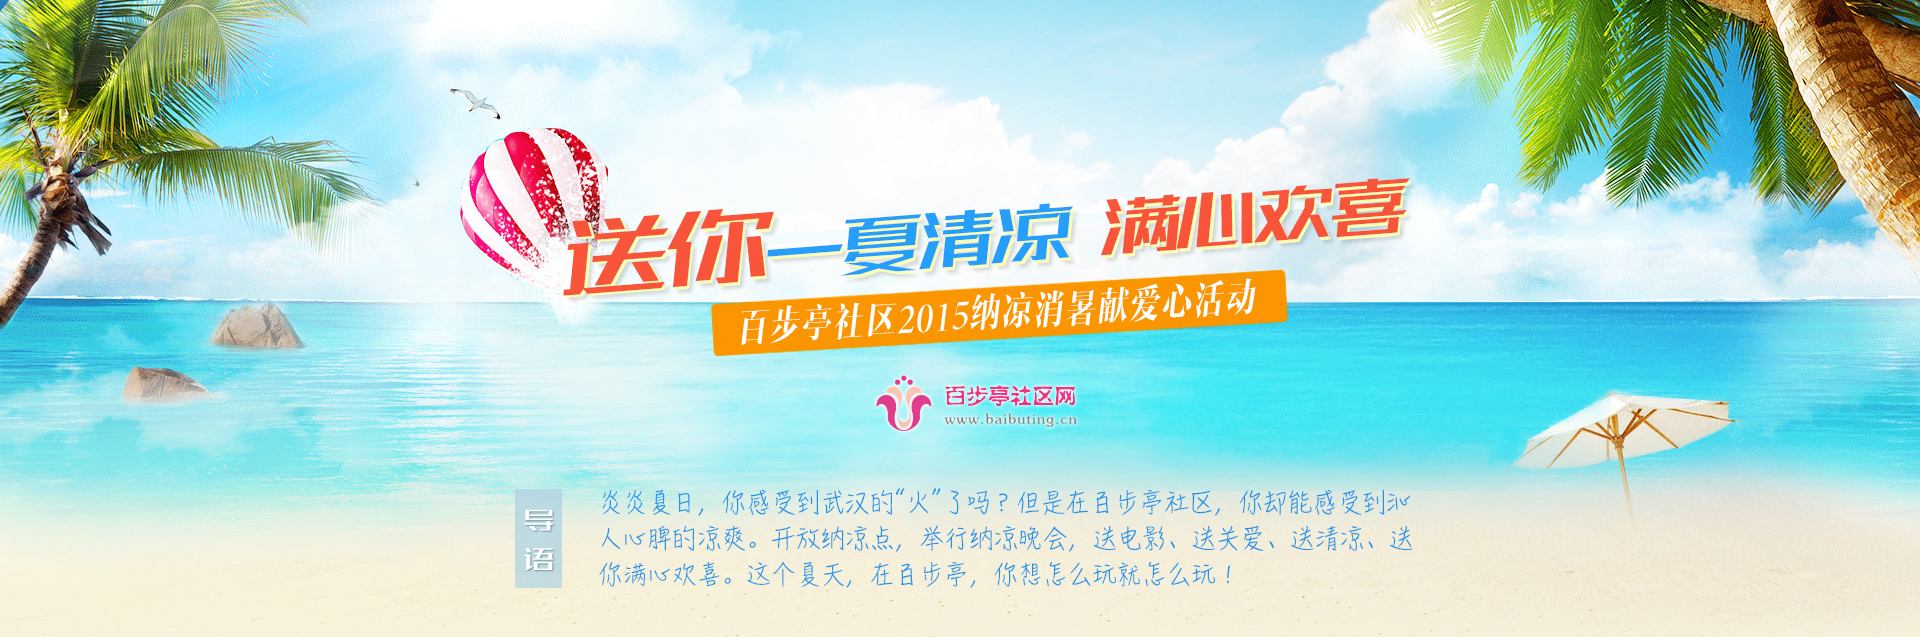 送你一夏清凉 满心欢喜
百步亭社区2015纳凉消暑献爱心活动
百步亭社区网
www.baibuting.cn
导语
炎炎夏日，你感受到武汉的“火”了吗？但是在百步亭社区，你却能感受到沁
人心脾的凉爽。开放纳凉点，举行纳凉晚会，送电影、送关爱、送清凉、送
你满心欢喜。这个夏天，在百步亭，你想怎么玩就怎么玩！